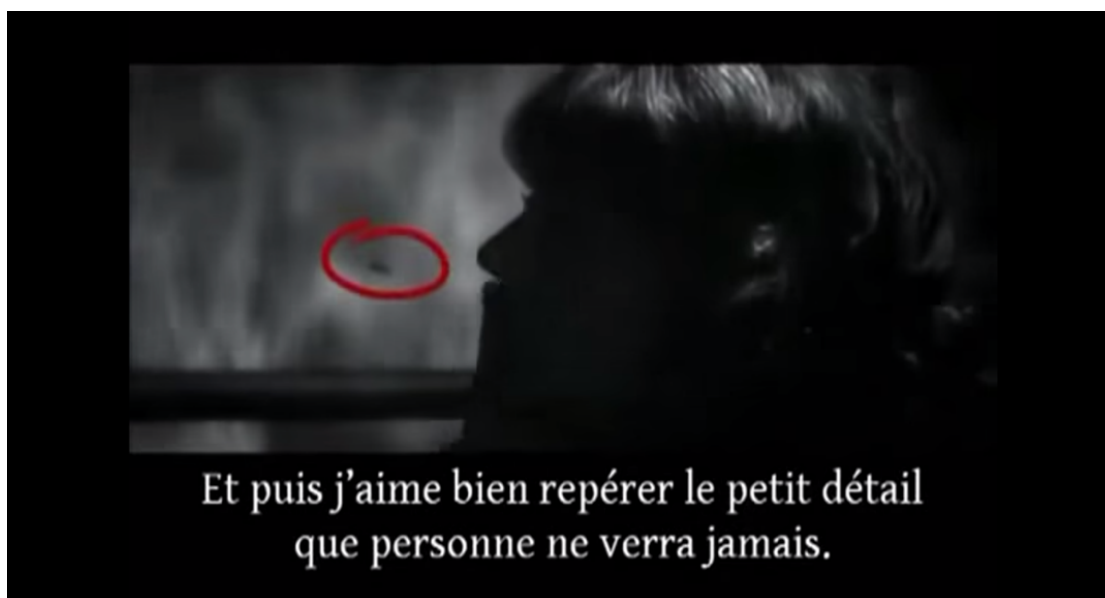 Et puis j’aime bien repérer le petit détail
que personne ne verra jamais.